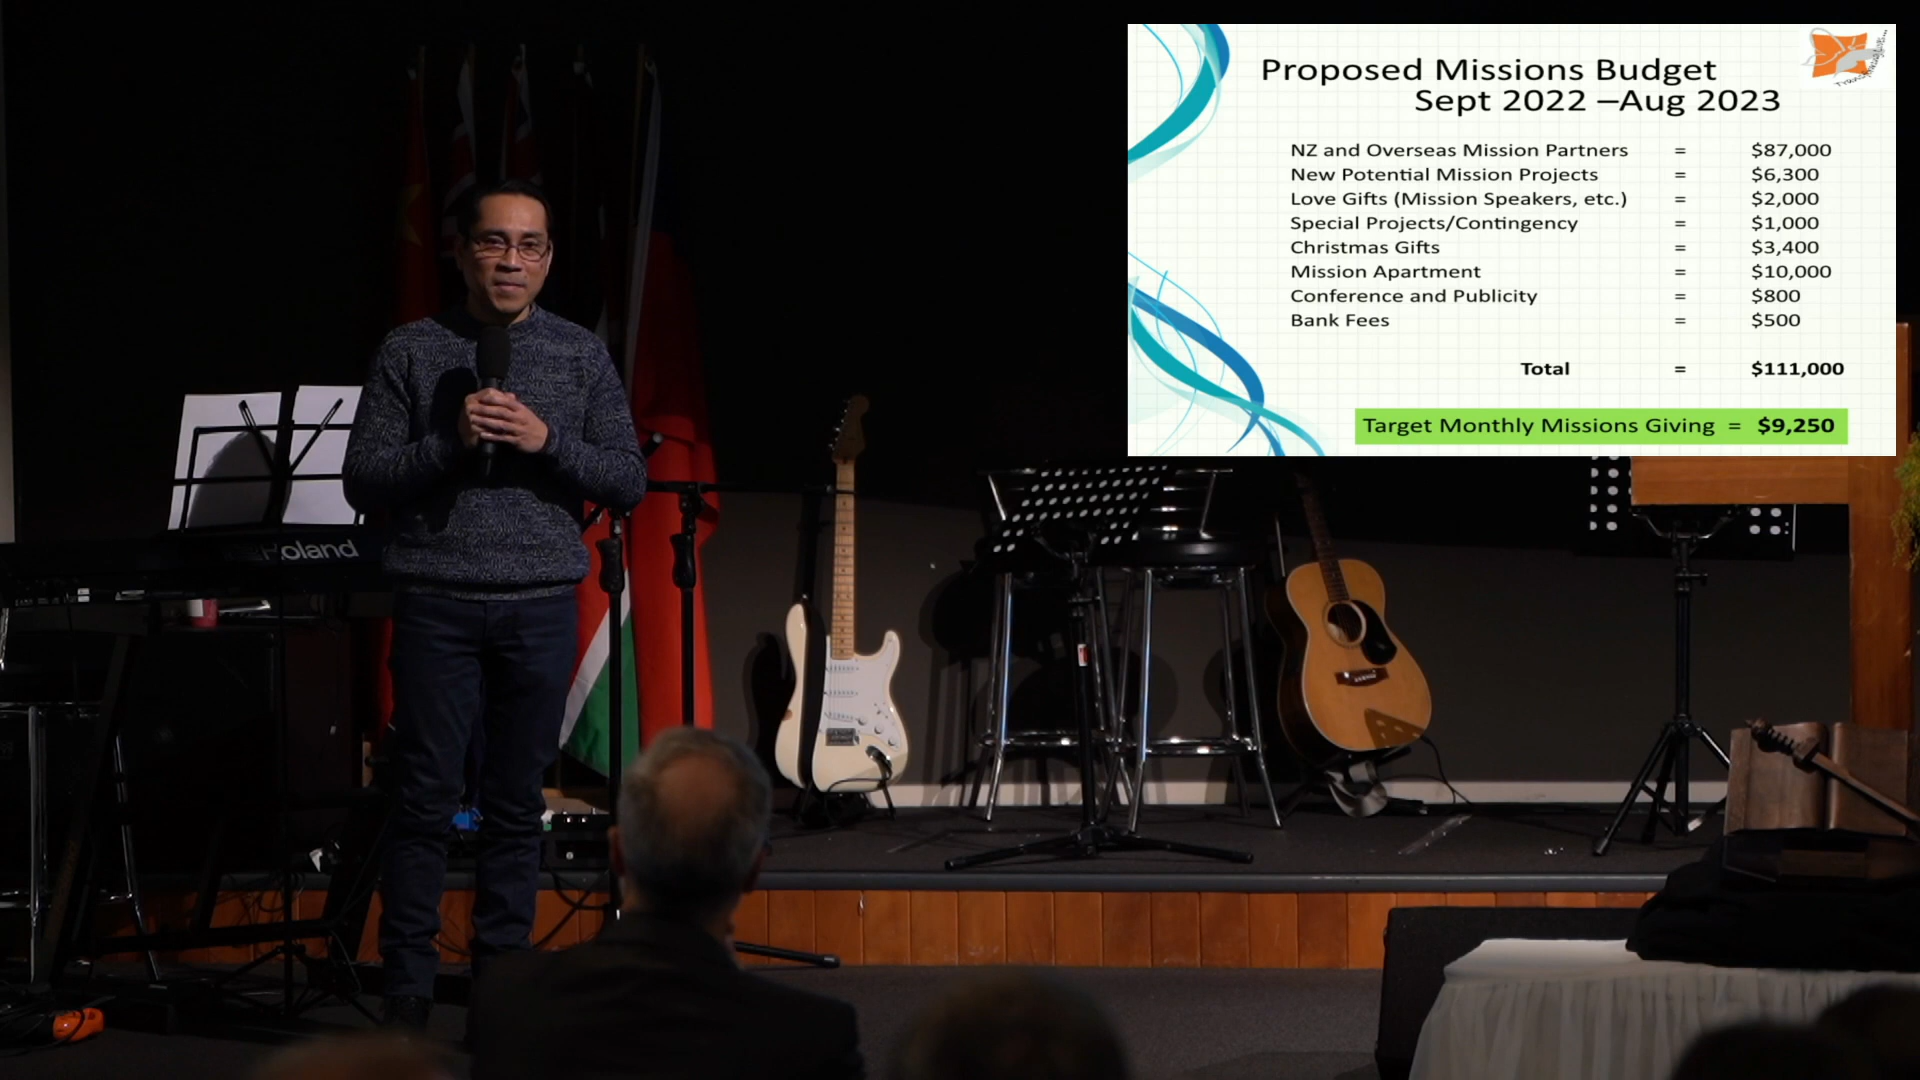 Proposed Missions Budget
Sept 2022 –Aug 2023
NZ and Overseas Mission Partners = $87,000
New Potential Mission Projects = $6,300
Love Gifts (Mission Speakers, etc.) = $2,000
Special Projects/Contingency = $1,000
Christmas Gifts = $3,400
Mission Apartment = $10,000
Conference and Publicity = $800
Bank Fees = $500
Total = $111,000
Target Monthly Missions Giving = $9,250
Roland